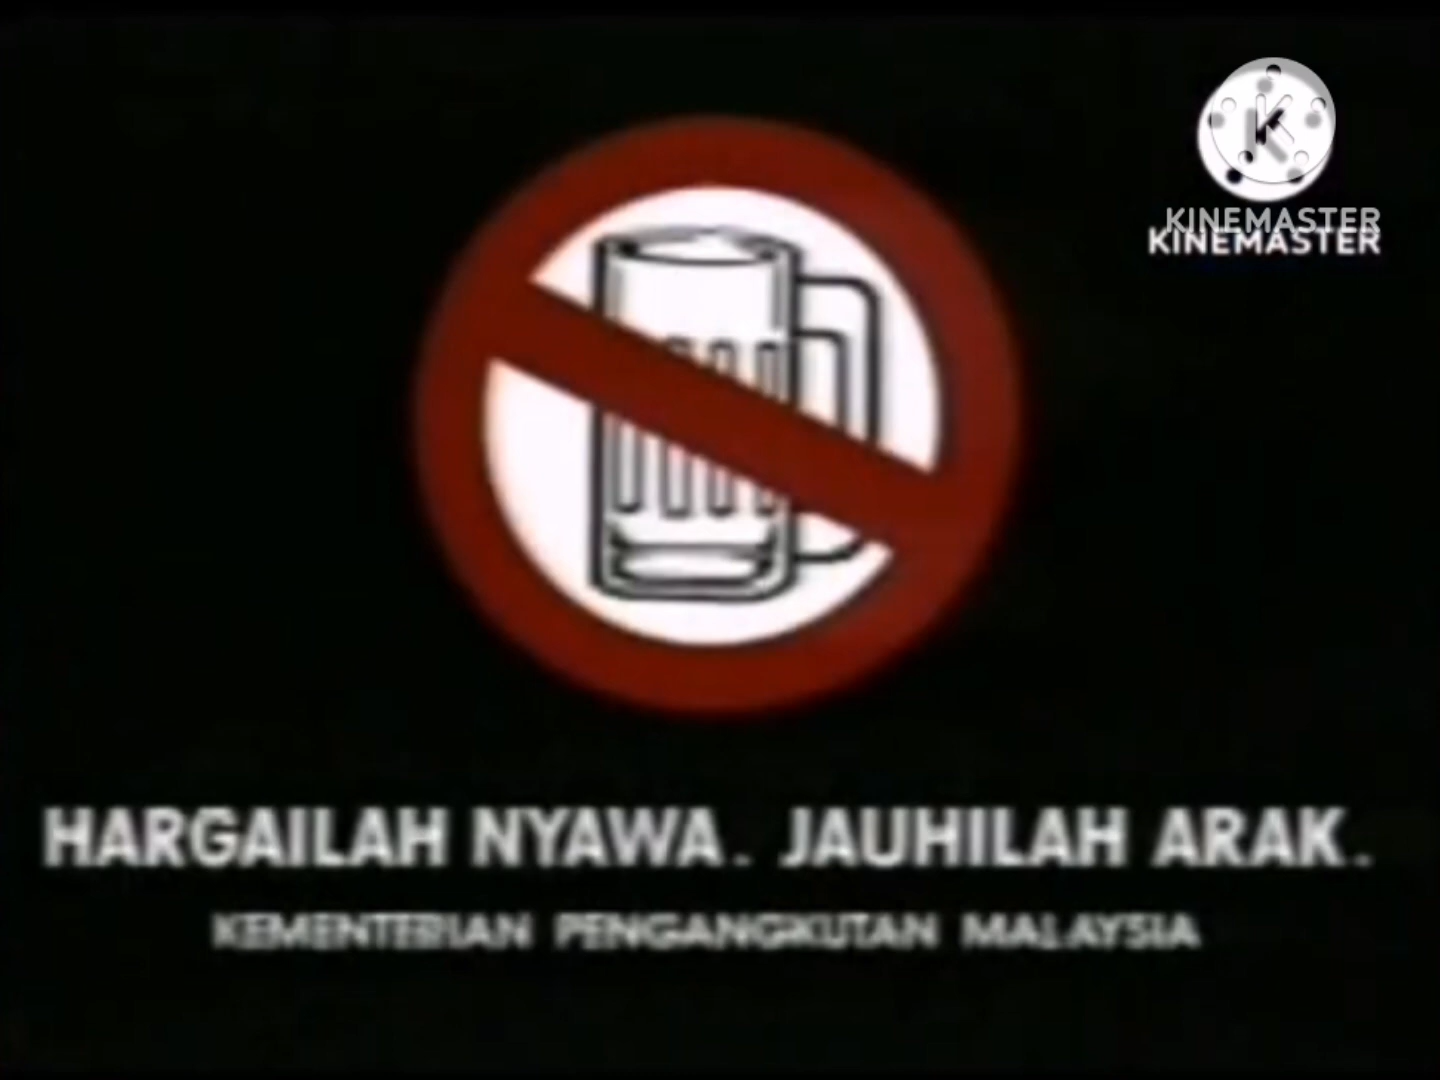 K
KINEMASTER
KINEMASTER
HARGAILAH NYAWA. JAUHILAH ARAK.
KEMENTERIAN PENGANGKUTAN MALAYSIA